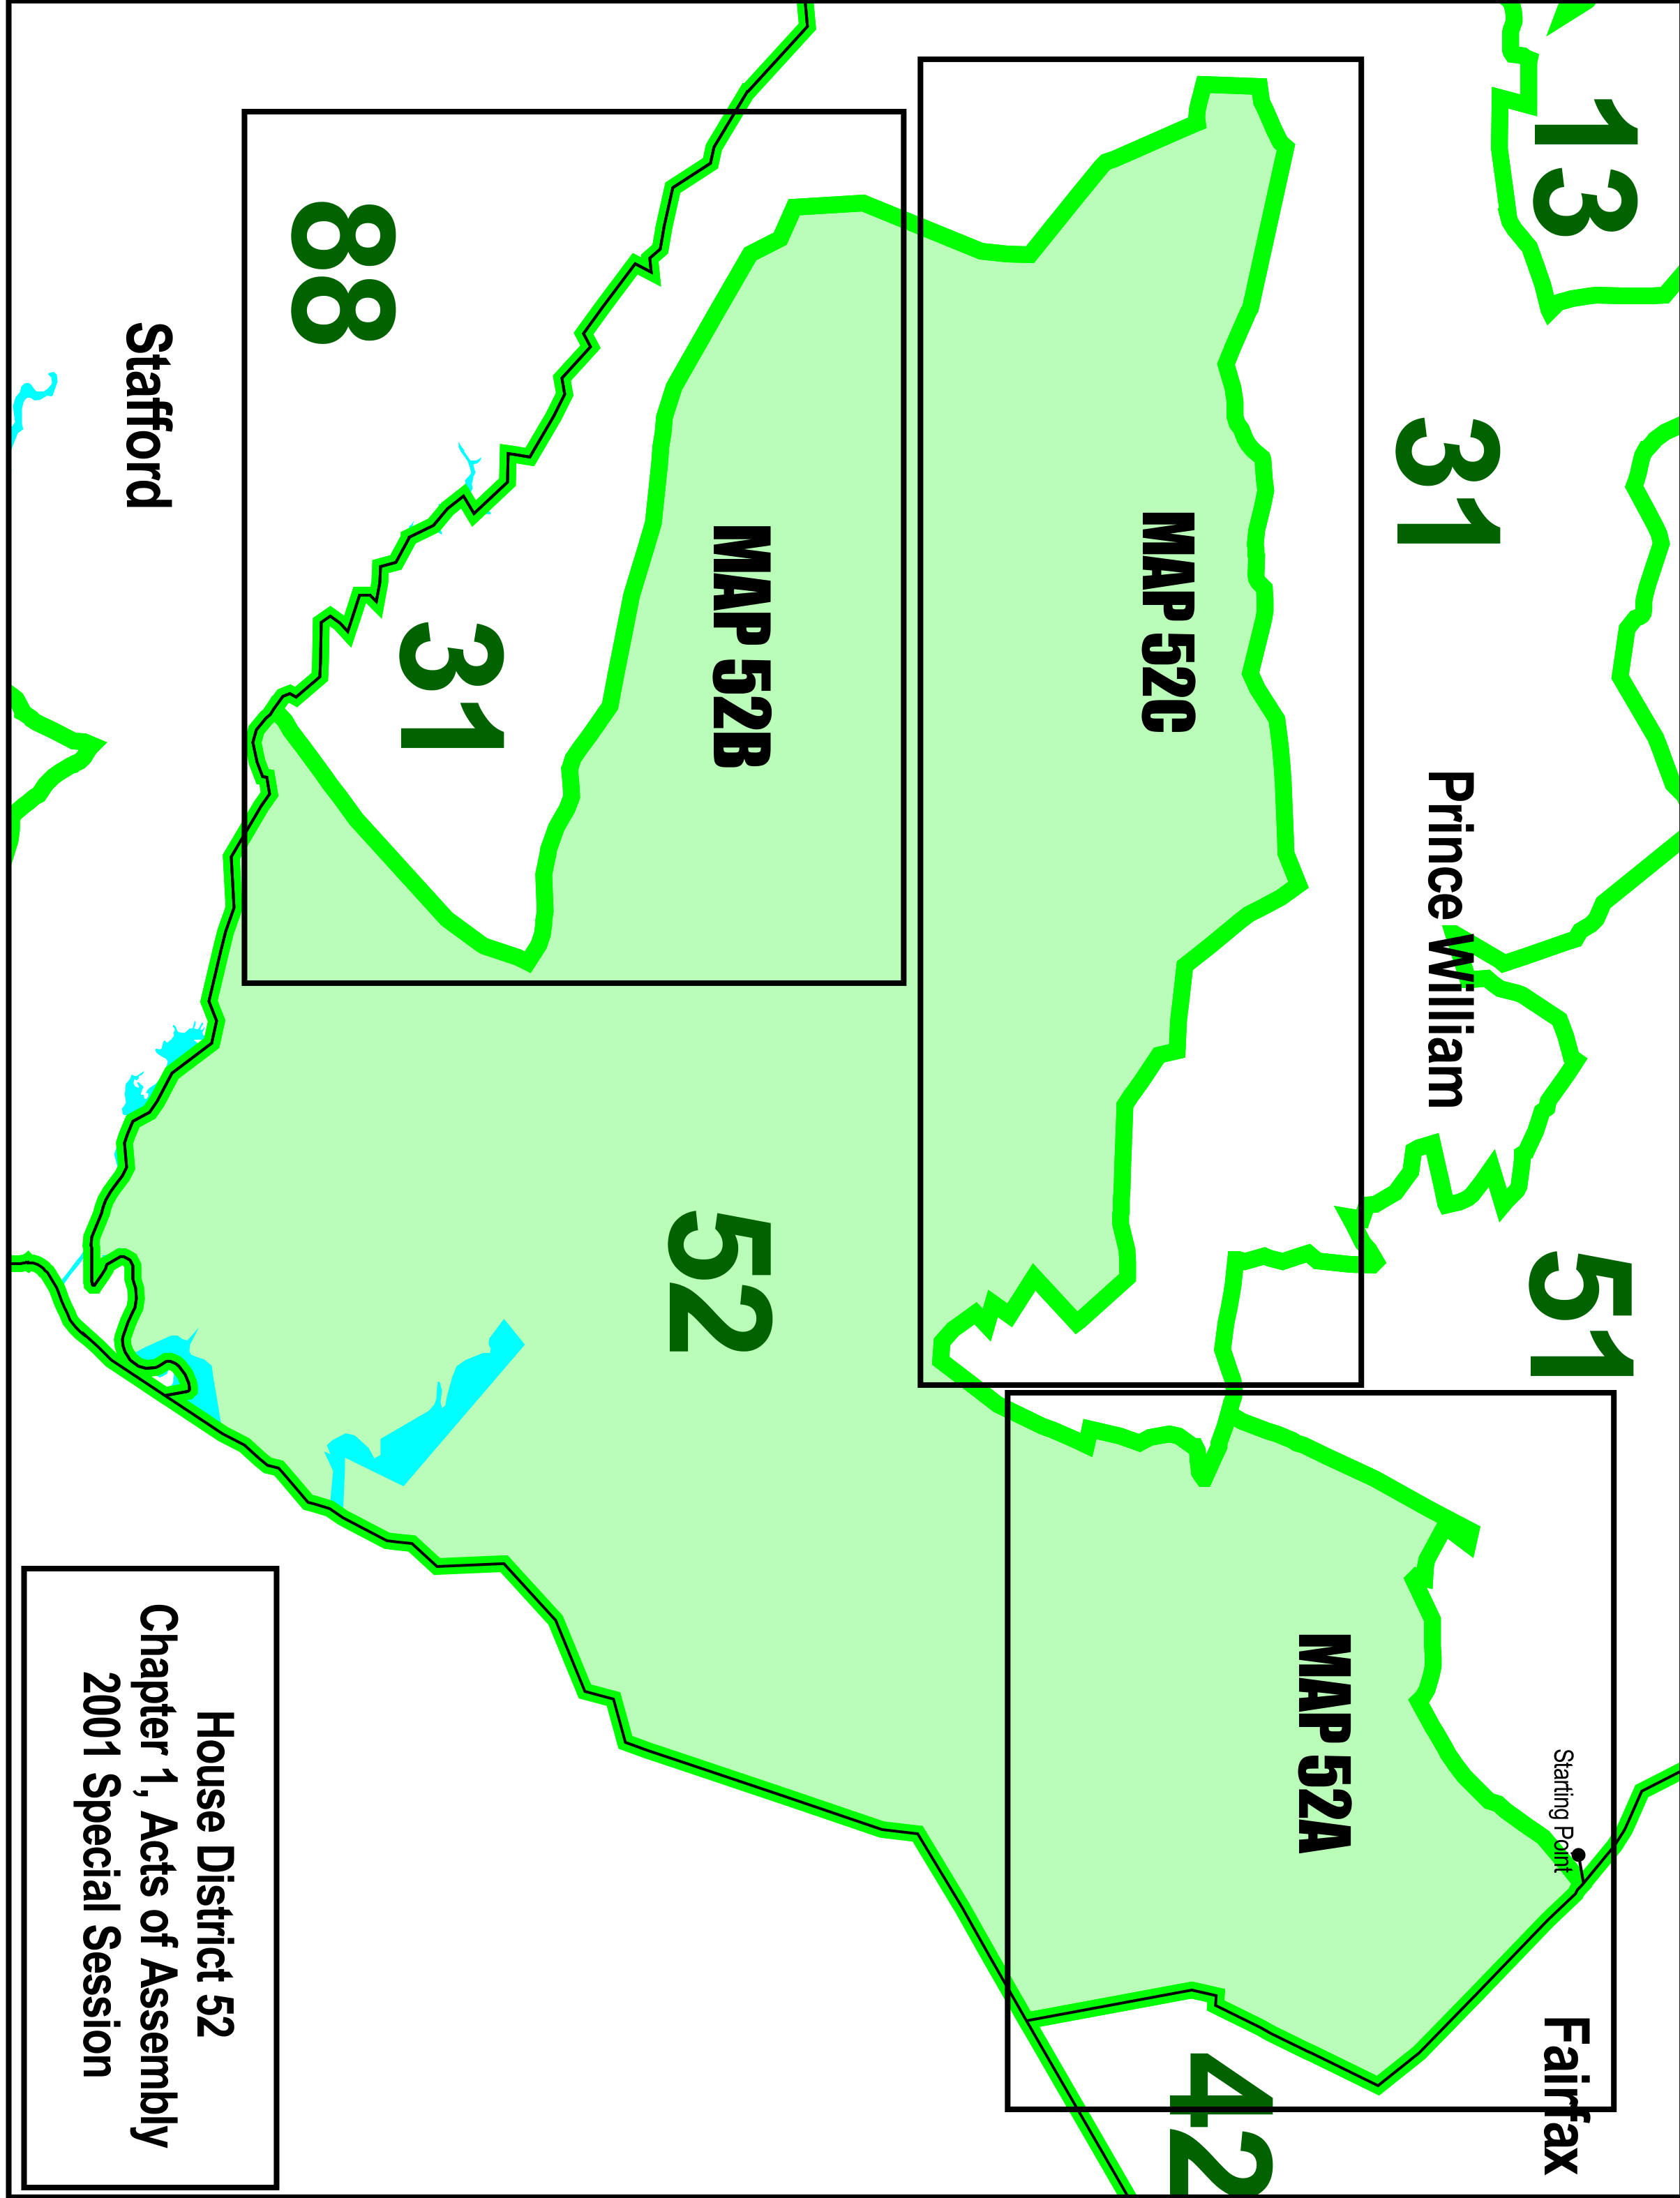 13
31
Prince William
51
Starting Point
Fairfax
MAP 52C
MAP 52A
42
MAP 52B
52
31
88
Stafford
House District 52
Chapter 1, Acts of Assembly
2001 Special Session